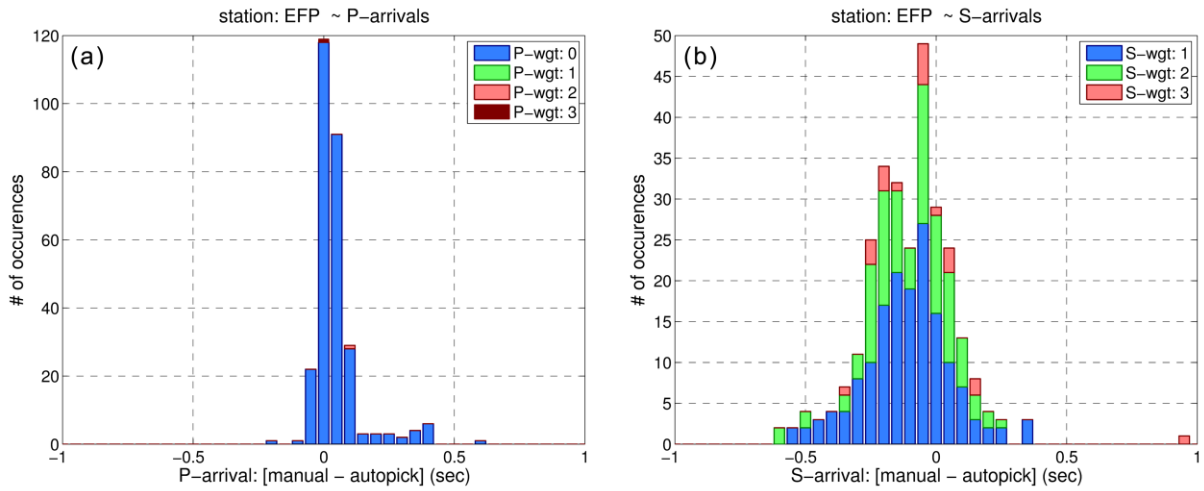 station: EFP ~ P-arrivals
(a)
P-wgt: 0
P-wgt: 1
P-wgt: 2
P-wgt: 3
120
100
80
60
40
20
0
# of occurences
-1
-0.5
0
0.5
1
P-arrival: [manual - autopick] (sec)
station: EFP ~ S-arrivals
(b)
S-wgt: 1
S-wgt: 2
S-wgt: 3
50
45
40
35
30
25
20
15
10
5
0
# of occurences
-1
-0.5
0
0.5
1
S-arrival: [manual - autopick] (sec)